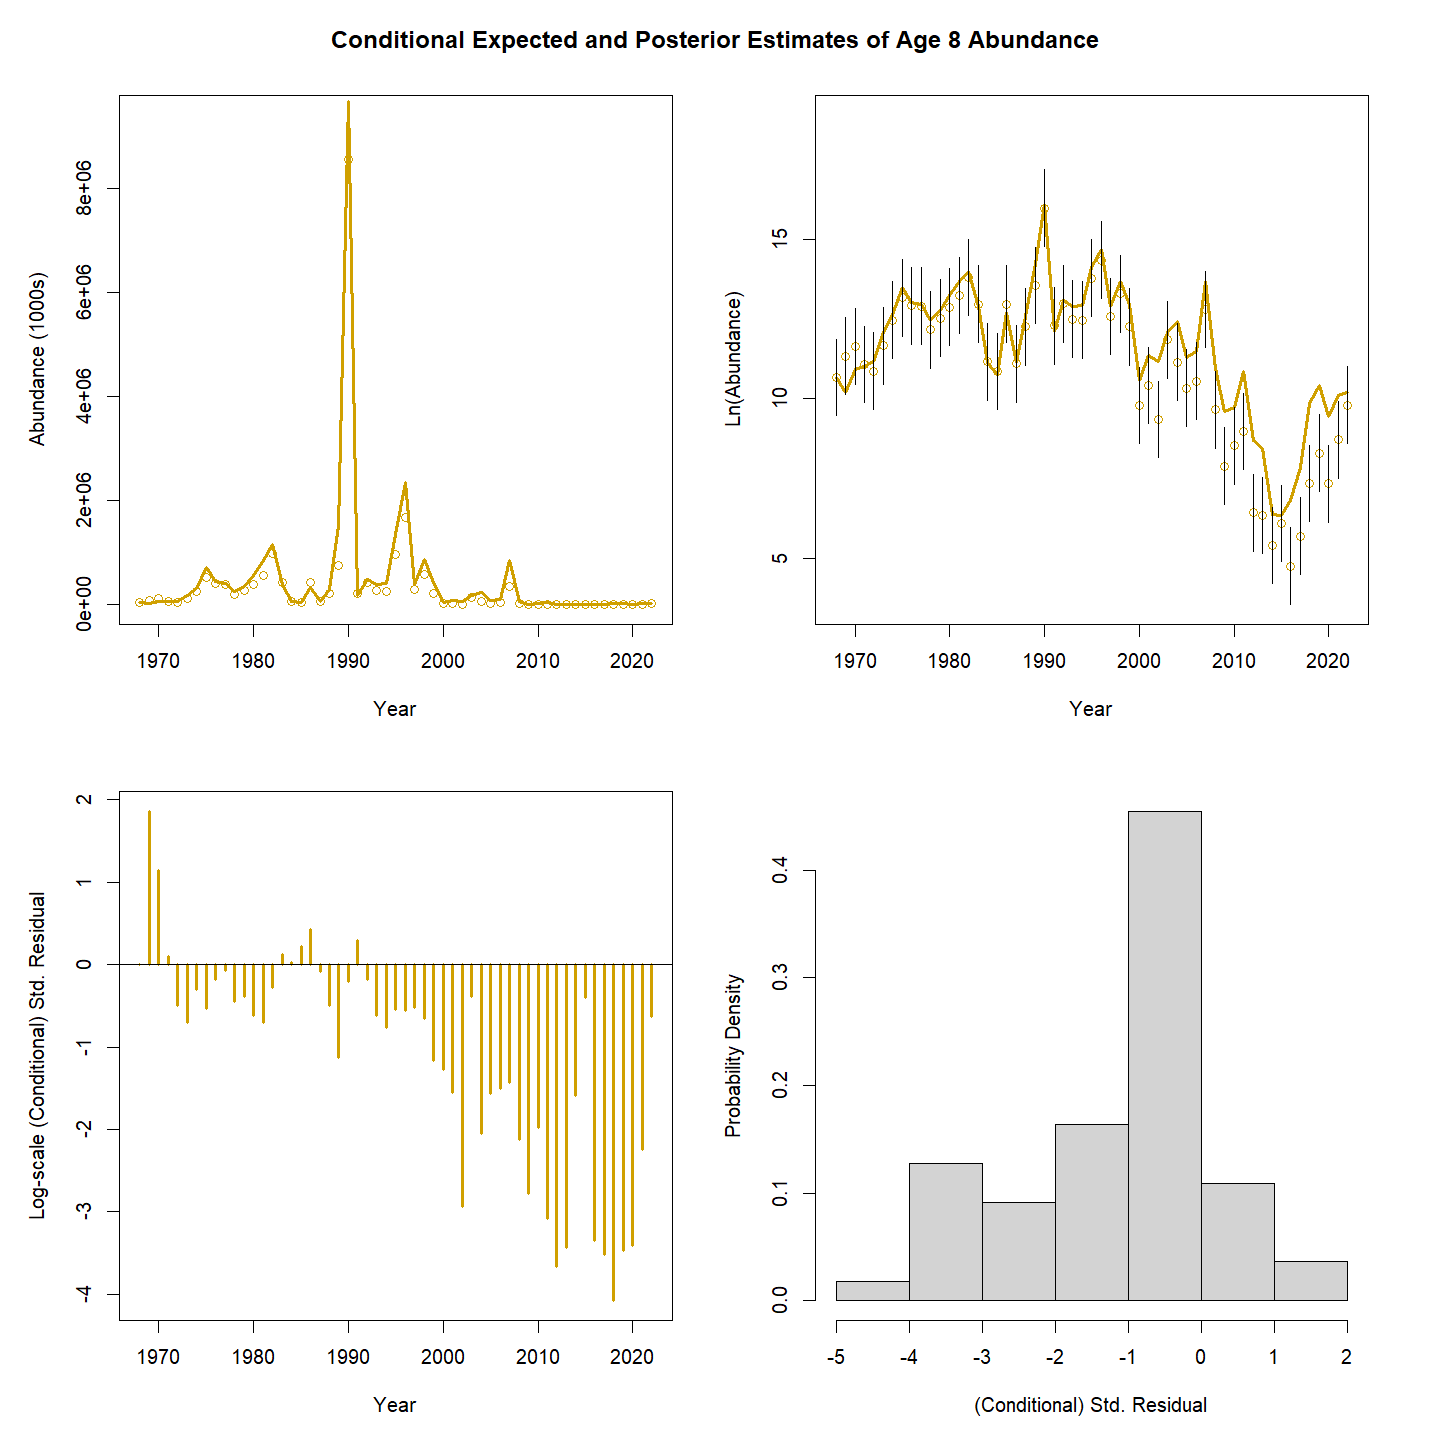 Conditional Expected and Posterior Estimates of Age 8 Abundance
Abundance (1000s)
0e+00 2e+06 4e+06 6e+06 8e+06
1970 1980 1990 2000 2010 2020
Year
Ln(Abundance)
5 10 15
1970 1980 1990 2000 2010 2020
Year
Log-scale (Conditional) Std. Residual
-4 -3 -2 -1 0 1 2
1970 1980 1990 2000 2010 2020
Year
Probability Density
0.0 0.1 0.2 0.3 0.4
-5 -4 -3 -2 -1 0 1 2
(Conditional) Std. Residual